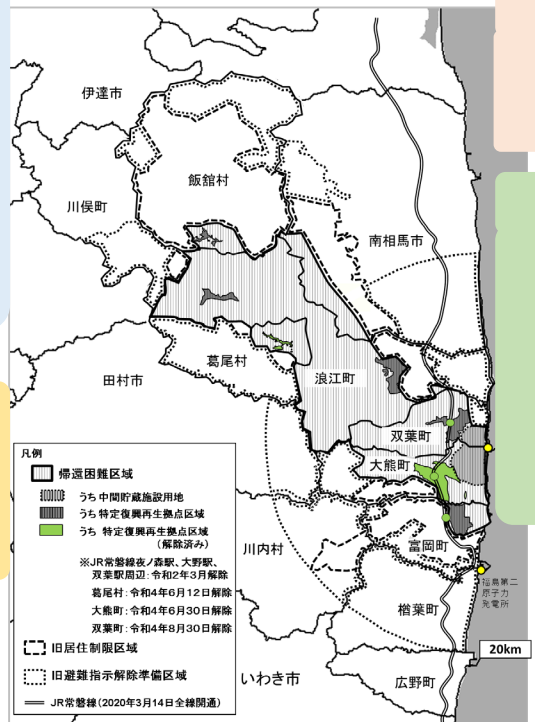 伊達市
飯舘村
川俣町
南相馬市
葛尾村
田村市
浪江町
双葉町
大熊町
富岡町
川内村
福島第二
原子力
発電所
楢葉町
20km
いわき市
広野町
凡例
帰還困難区域
うち 中間貯蔵施設用地
うち 特定復興再生拠点区域
うち 特定復興再生拠点区域
(解除済み)
※JR常磐線夜ノ森駅、大野駅、
双葉駅周辺:令和2年3月解除
葛尾村:令和4年6月12日解除
大熊町:令和4年6月30日解除
双葉町:令和4年8月30日解除
旧居住制限区域
旧避難指示解除準備区域
JR常磐線(2020年3月14日全線開通)